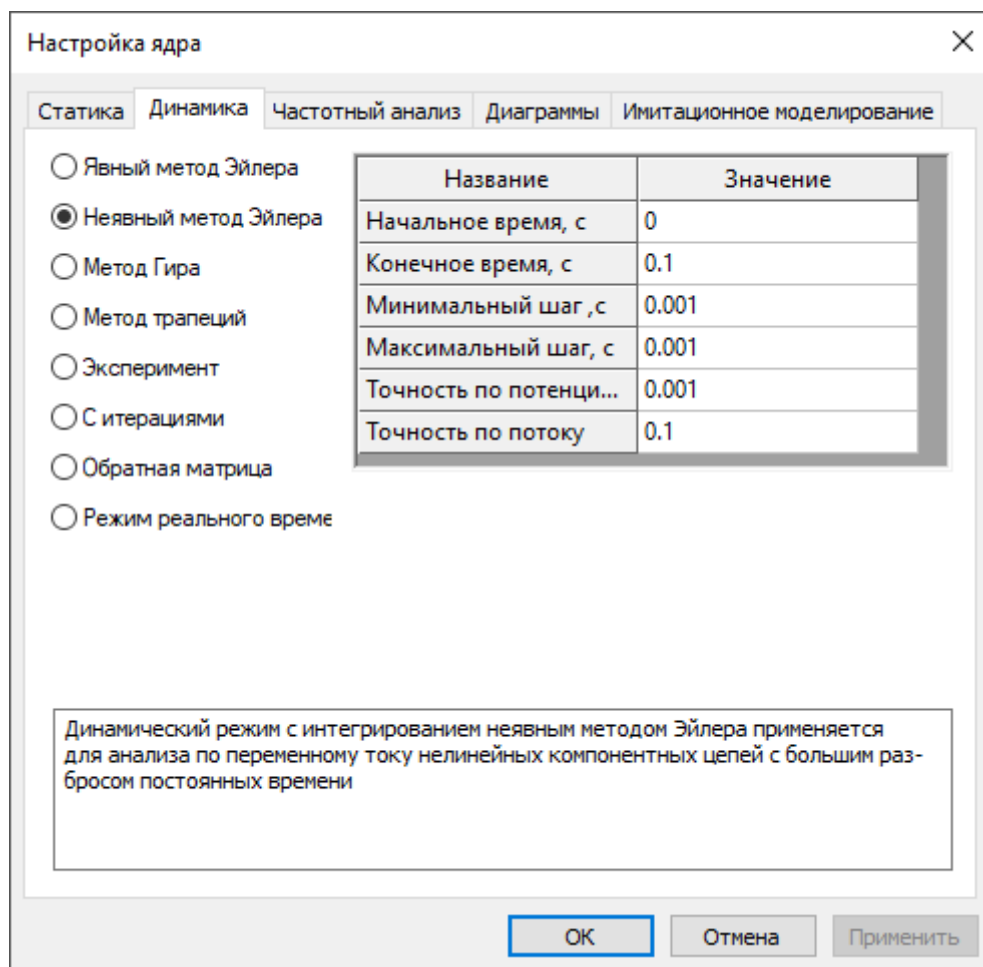 Настройка ядра
Статика Динамика Частотный анализ Диаграммы Имитационное моделирование
Явный метод Эйлера
Неявный метод Эйлера
Метод Гира
Метод трапеций
Эксперимент
С итерациями
Обратная матрица
Режим реального време
Название Значение
Начальное время, с 0
Конечное время, с 0.1
Минимальный шаг ,с 0.001
Максимальный шаг, с 0.001
Точность по потенци... 0.001
Точность по потоку 0.1
Динамический режим с интегрированием неявным методом Эйлера применяется
для анализа по переменному току нелинейных компонентных цепей с большим раз-
бросом постоянных времени
ОК Отмена Применить